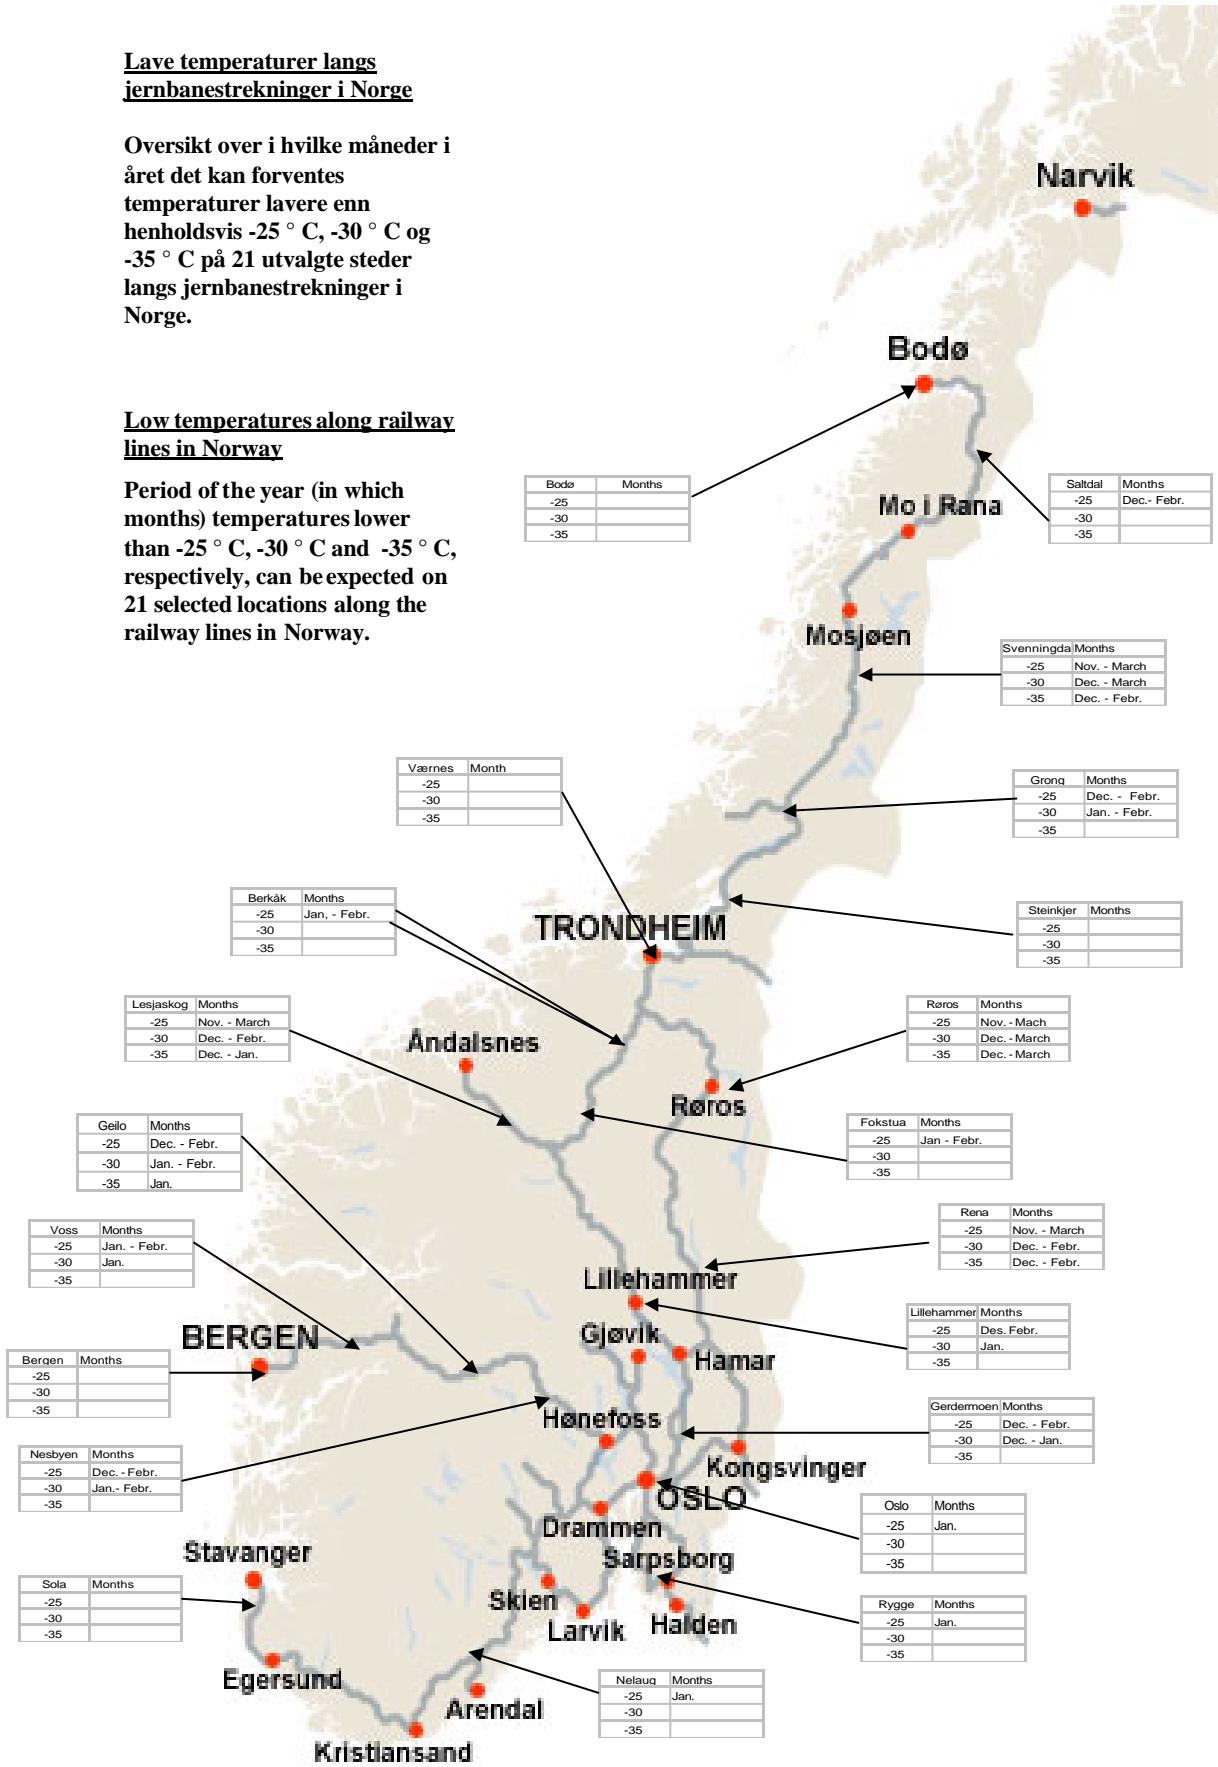 Lave temperaturer langs
jernbanestrekninger i Norge
Oversikt over i hvilke måneder i
året det kan forventes
temperaturer lavere enn
henholdsvis -25 ° C, -30 ° C og
-35 ° C på 21 utvalgte steder
langs jernbanestrekninger i
Norge.
Low temperatures along railway
lines in Norway
Period of the year (in which
months) temperatures lower
than -25 ° C, -30 ° C and -35 ° C,
respectively, can be expected on
21 selected locations along the
railway lines in Norway.
Narvik
Bodø
Bodø Months
-25
-30
-35
Saltdal Months
-25 Dec.- Febr.
-30
-35
Mo i Rana
Mosjøen
Svenningda Months
-25 Nov. - March
-30 Dec. - March
-35 Dec. - Febr.
Værnes Month
-25
-30
-35
Grong Months
-25 Dec. - Febr.
-30 Jan. - Febr.
-35
Berkåk Months
-25 Jan, - Febr.
-30
-35
TRONDHEIM
Steinkjer Months
-25
-30
-35
Lesjaskog Months
-25 Nov. - March
-30 Dec. - Febr.
-35 Dec. - Jan.
Åndalsnes
Røros Months
-25 Nov. - Mach
-30 Dec. - March
-35 Dec. - March
Røros
Geilo Months
-25 Dec. - Febr.
-30 Jan. - Febr.
-35 Jan.
Fokstua Months
-25 Jan - Febr.
-30
-35
Voss Months
-25 Jan. - Febr.
-30 Jan.
-35
Rena Months
-25 Nov. - March
-30 Dec. - Febr.
-35 Dec. - Febr.
Lillehammer
Lillehammer Months
-25 Des. Febr.
-30 Jan.
-35
BERGEN
Gjøvik
Hamar
Bergen Months
-25
-30
-35
Hønefoss
Gerdermoen Months
-25 Dec. - Febr.
-30 Dec. - Jan.
-35
Nesbyen Months
-25 Dec. - Febr.
-30 Jan.- Febr.
-35
Kongsvinger
OSLO
Oslo Months
-25 Jan.
-30
-35
Drammen
Stavanger
Sarpsborg
Sola Months
-25
-30
-35
Skien
Larvik
Halden
Rygge Months
-25 Jan.
-30
-35
Egersund
Arendal
Nelaug Months
-25 Jan.
-30
-35
Kristiansand